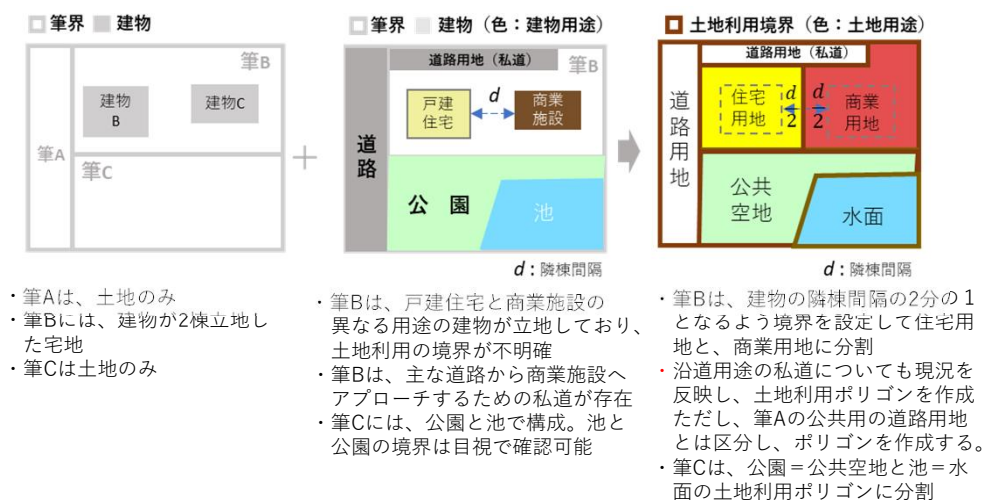 □筆界 ■ 建物
筆B
建物
B
建物C
筆A
筆C
＋
□筆界 ■ 建物（色：建物用途）
道路用地（私道）
筆B
戸建
住宅
d
商業
施設
道
路
公 園
池
d：隣棟間隔
□ 土地利用境界（色：土地用途）
道路用地（私道）
道
路
用
地
住宅
用地
d
2
d
2
商業
用地
公共
空地
水面
d：隣棟間隔
・筆Aは、土地のみ
・筆Bには、建物が2棟立地し
た宅地
・筆Cは土地のみ
・筆Bは、戸建住宅と商業施設の
異なる用途の建物が立地しており、
土地利用の境界が不明確
・筆Bは、主な道路から商業施設へ
アプローチするための私道が存在
・筆Cには、公園と池で構成。池と
公園の境界は目視で確認可能
・筆Bは、建物の隣棟間隔の2分の１
となるよう境界を設定して住宅用
地と、商業用地に分割
・沿道用途の私道についても現況を
反映し、土地利用ポリゴンを作成
ただし、筆Aの公共用の道路用地
とは区分し、ポリゴンを作成する。
・筆Cは、公園＝公共空地と池＝水
面の土地利用ポリゴンに分割